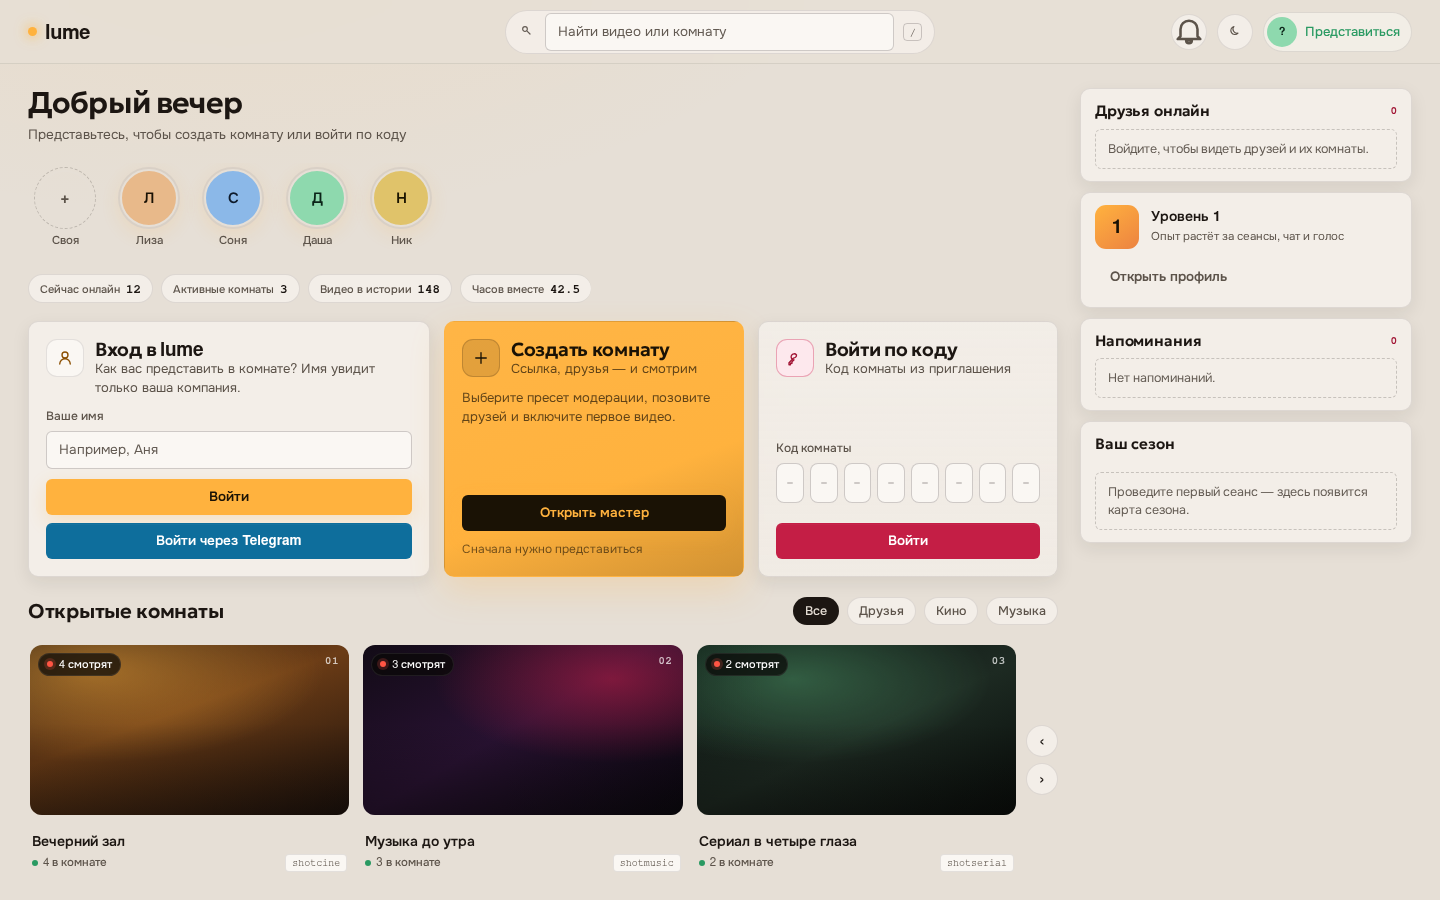 lume
Найти видео или комнату
/
?
Представиться
Добрый вечер
Представьтесь, чтобы создать комнату или войти по коду
+
Л
С
Д
Н
Своя
Лиза
Соня
Даша
Ник
Сейчас онлайн 12
Активные комнаты 3
Видео в истории 148
Часов вместе 42.5
Вход в lume
Как вас представить в комнате? Имя увидит
только ваша компания.
Ваше имя
Например, Аня
Войти
Войти через Telegram
Создать комнату
Ссылка, друзья — и смотрим
Выберите пресет модерации, позовите
друзей и включите первое видео.
Открыть мастер
Сначала нужно представиться
Войти по коду
Код комнаты из приглашения
Код комнаты
– – – – – – – –
Войти
Открытые комнаты
Все
Друзья
Кино
Музыка
4 смотрят
01
3 смотрят
02
2 смотрят
03
‹
›
Вечерний зал
4 в комнате
shotcine
Музыка до утра
3 в комнате
shotmusic
Сериал в четыре глаза
2 в комнате
shotserial
Друзья онлайн
0
Войдите, чтобы видеть друзей и их комнаты.
1
Уровень 1
Опыт растёт за сеансы, чат и голос
Открыть профиль
Напоминания
0
Нет напоминаний.
Ваш сезон
Проведите первый сеанс — здесь появится
карта сезона.